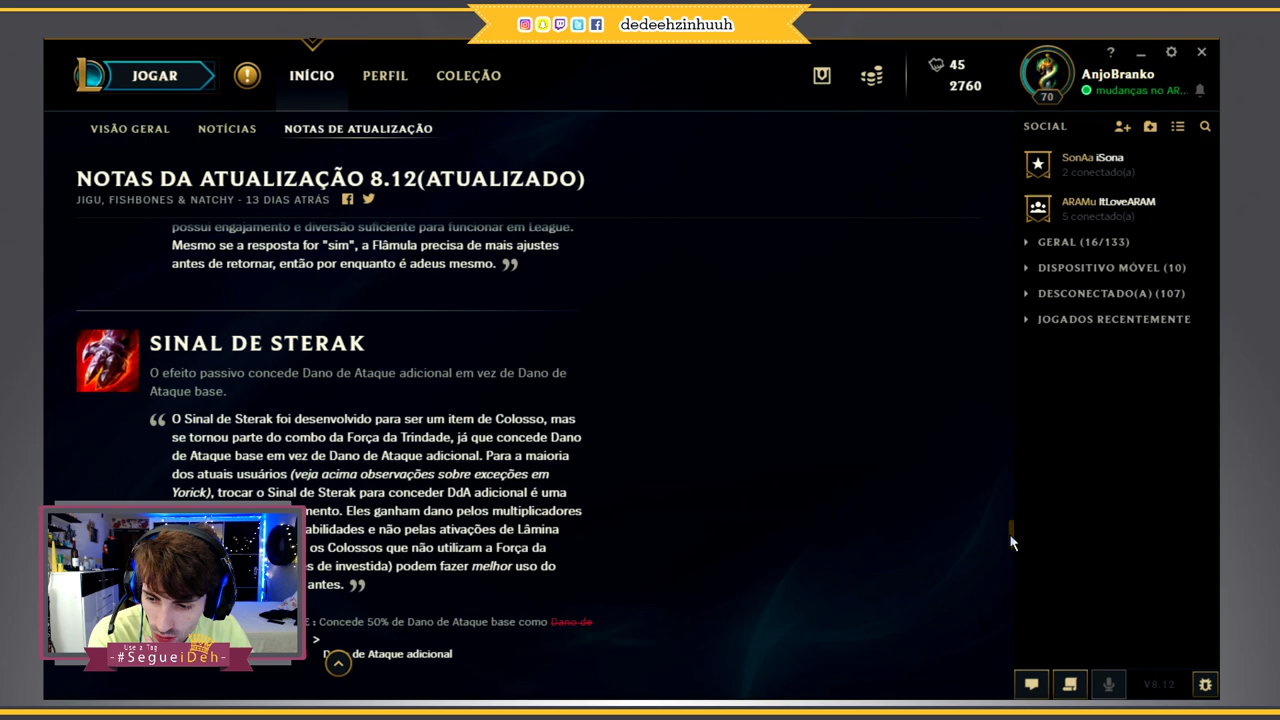 dedeehzinhuuh
JOGAR
INÍCIO
PERFIL
COLEÇÃO
45
2760
70
AnjoBranko
mudanças no AR...
VISÃO GERAL
NOTÍCIAS
NOTAS DE ATUALIZAÇÃO
NOTAS DA ATUALIZAÇÃO 8.12(ATUALIZADO)
JIGU, FISHBONES & NATCHY - 13 DIAS ATRÁS
possui engajamento e diversão suficiente para funcionar em League.
Mesmo se a resposta for "sim", a Flâmula precisa de mais ajustes
antes de retornar, então por enquanto é adeus mesmo.
SINAL DE STERAK
O efeito passivo concede Dano de Ataque adicional em vez de Dano de
Ataque base.
O Sinal de Sterak foi desenvolvido para ser um item de Colosso, mas
se tornou parte do combo da Força da Trindade, já que concede Dano
de Ataque base em vez de Dano de Ataque adicional. Para a maioria
dos atuais usuários (veja acima observações sobre exceções em
Yorick), trocar o Sinal de Sterak para conceder DdA adicional é uma
mento. Eles ganham dano pelos multiplicadores
abilidades e não pelas ativações de Lâmina
os Colossos que não utilizam a Força da
s de investida) podem fazer melhor uso do
antes.
E : Concede 50% de Dano de Ataque base como Dano de
>
de Ataque adicional
Use a Tag
-#SegueiDeh-
SOCIAL
SonAa iSona
2 conectado(a)
ARAMu ItLoveARAM
5 conectado(a)
GERAL (16/133)
DISPOSITIVO MÓVEL (10)
DESCONECTADO(A) (107)
JOGADOS RECENTEMENTE
V8.12